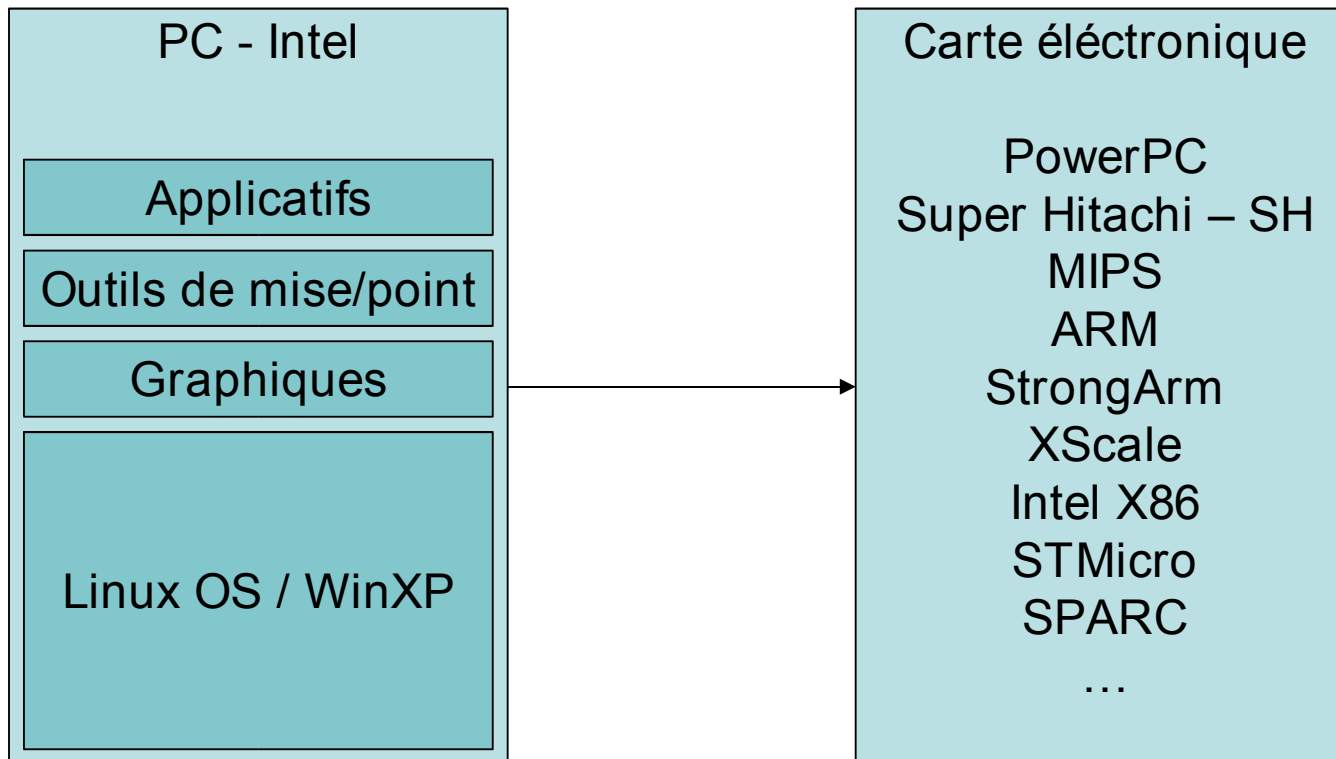 PC - Intel
Applicatifs
Outils de mise/point
Graphiques
Linux OS / WinXP
Carte éléctronique
PowerPC
Super Hitachi – SH
MIPS
ARM
StrongArm
XScale
Intel X86
STMicro
SPARC
…